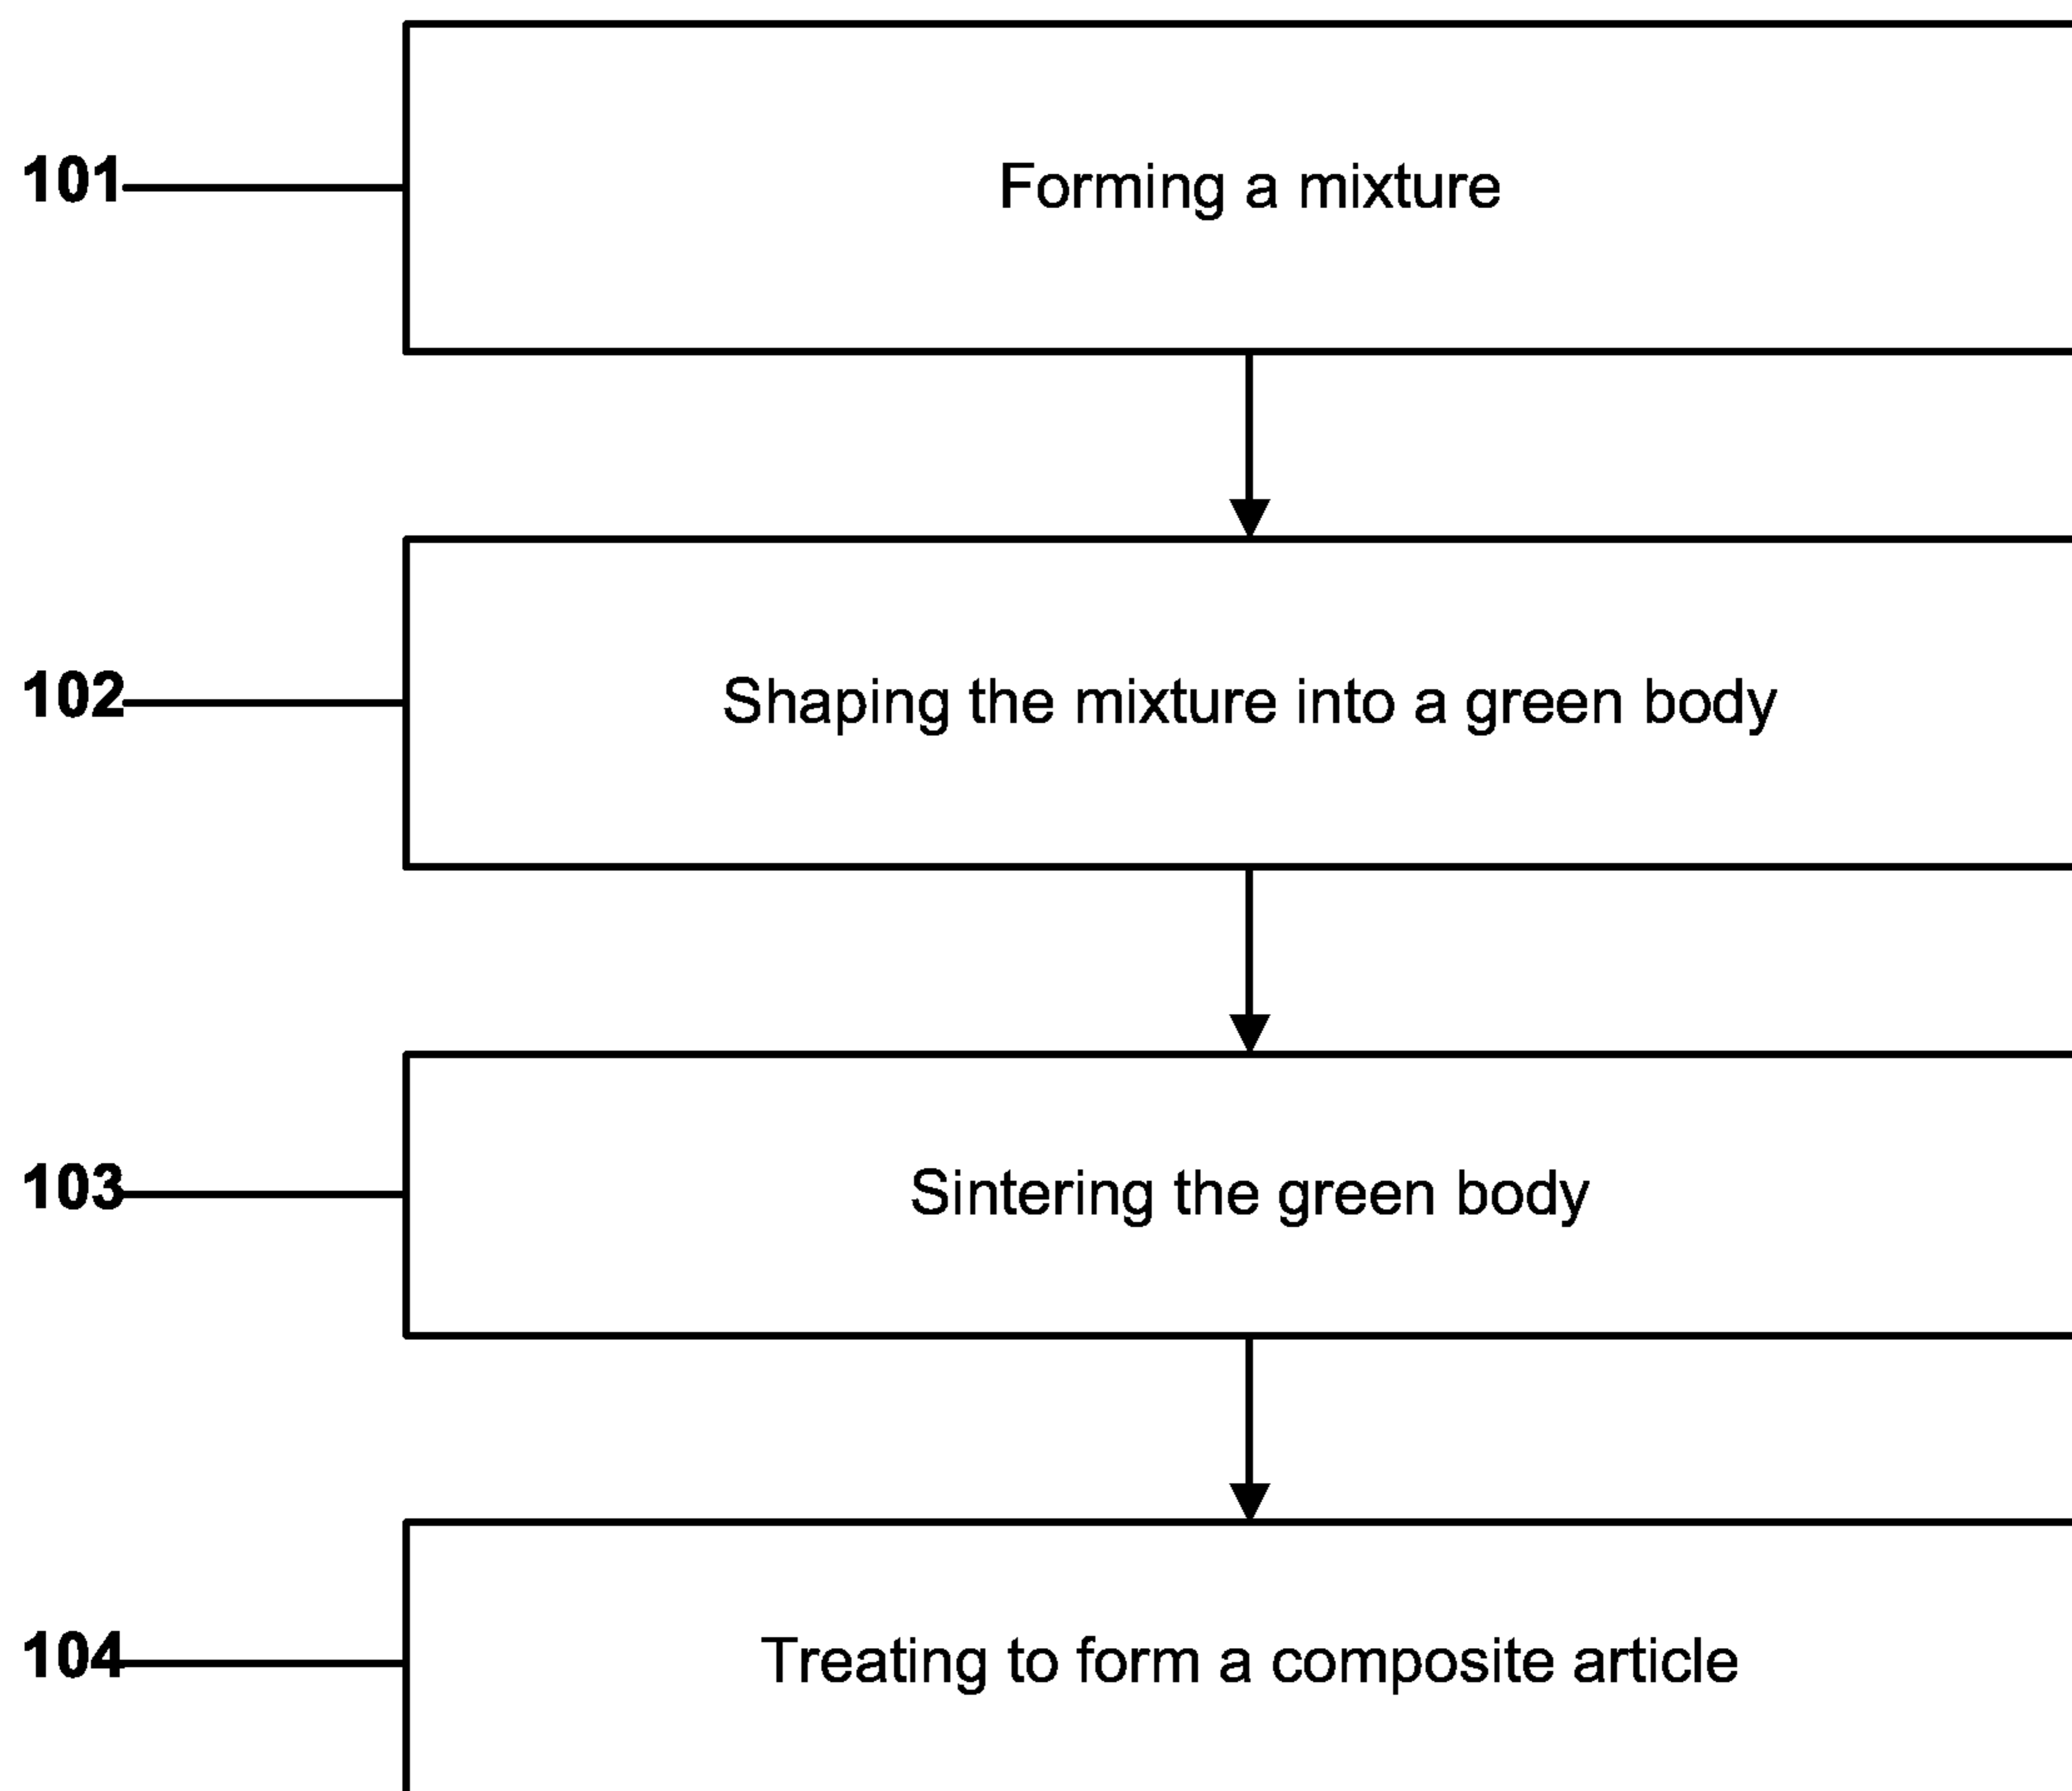 101 Forming a mixture
102 Shaping the mixture into a green body
103 Sintering the green body
104 Treating to form a composite article